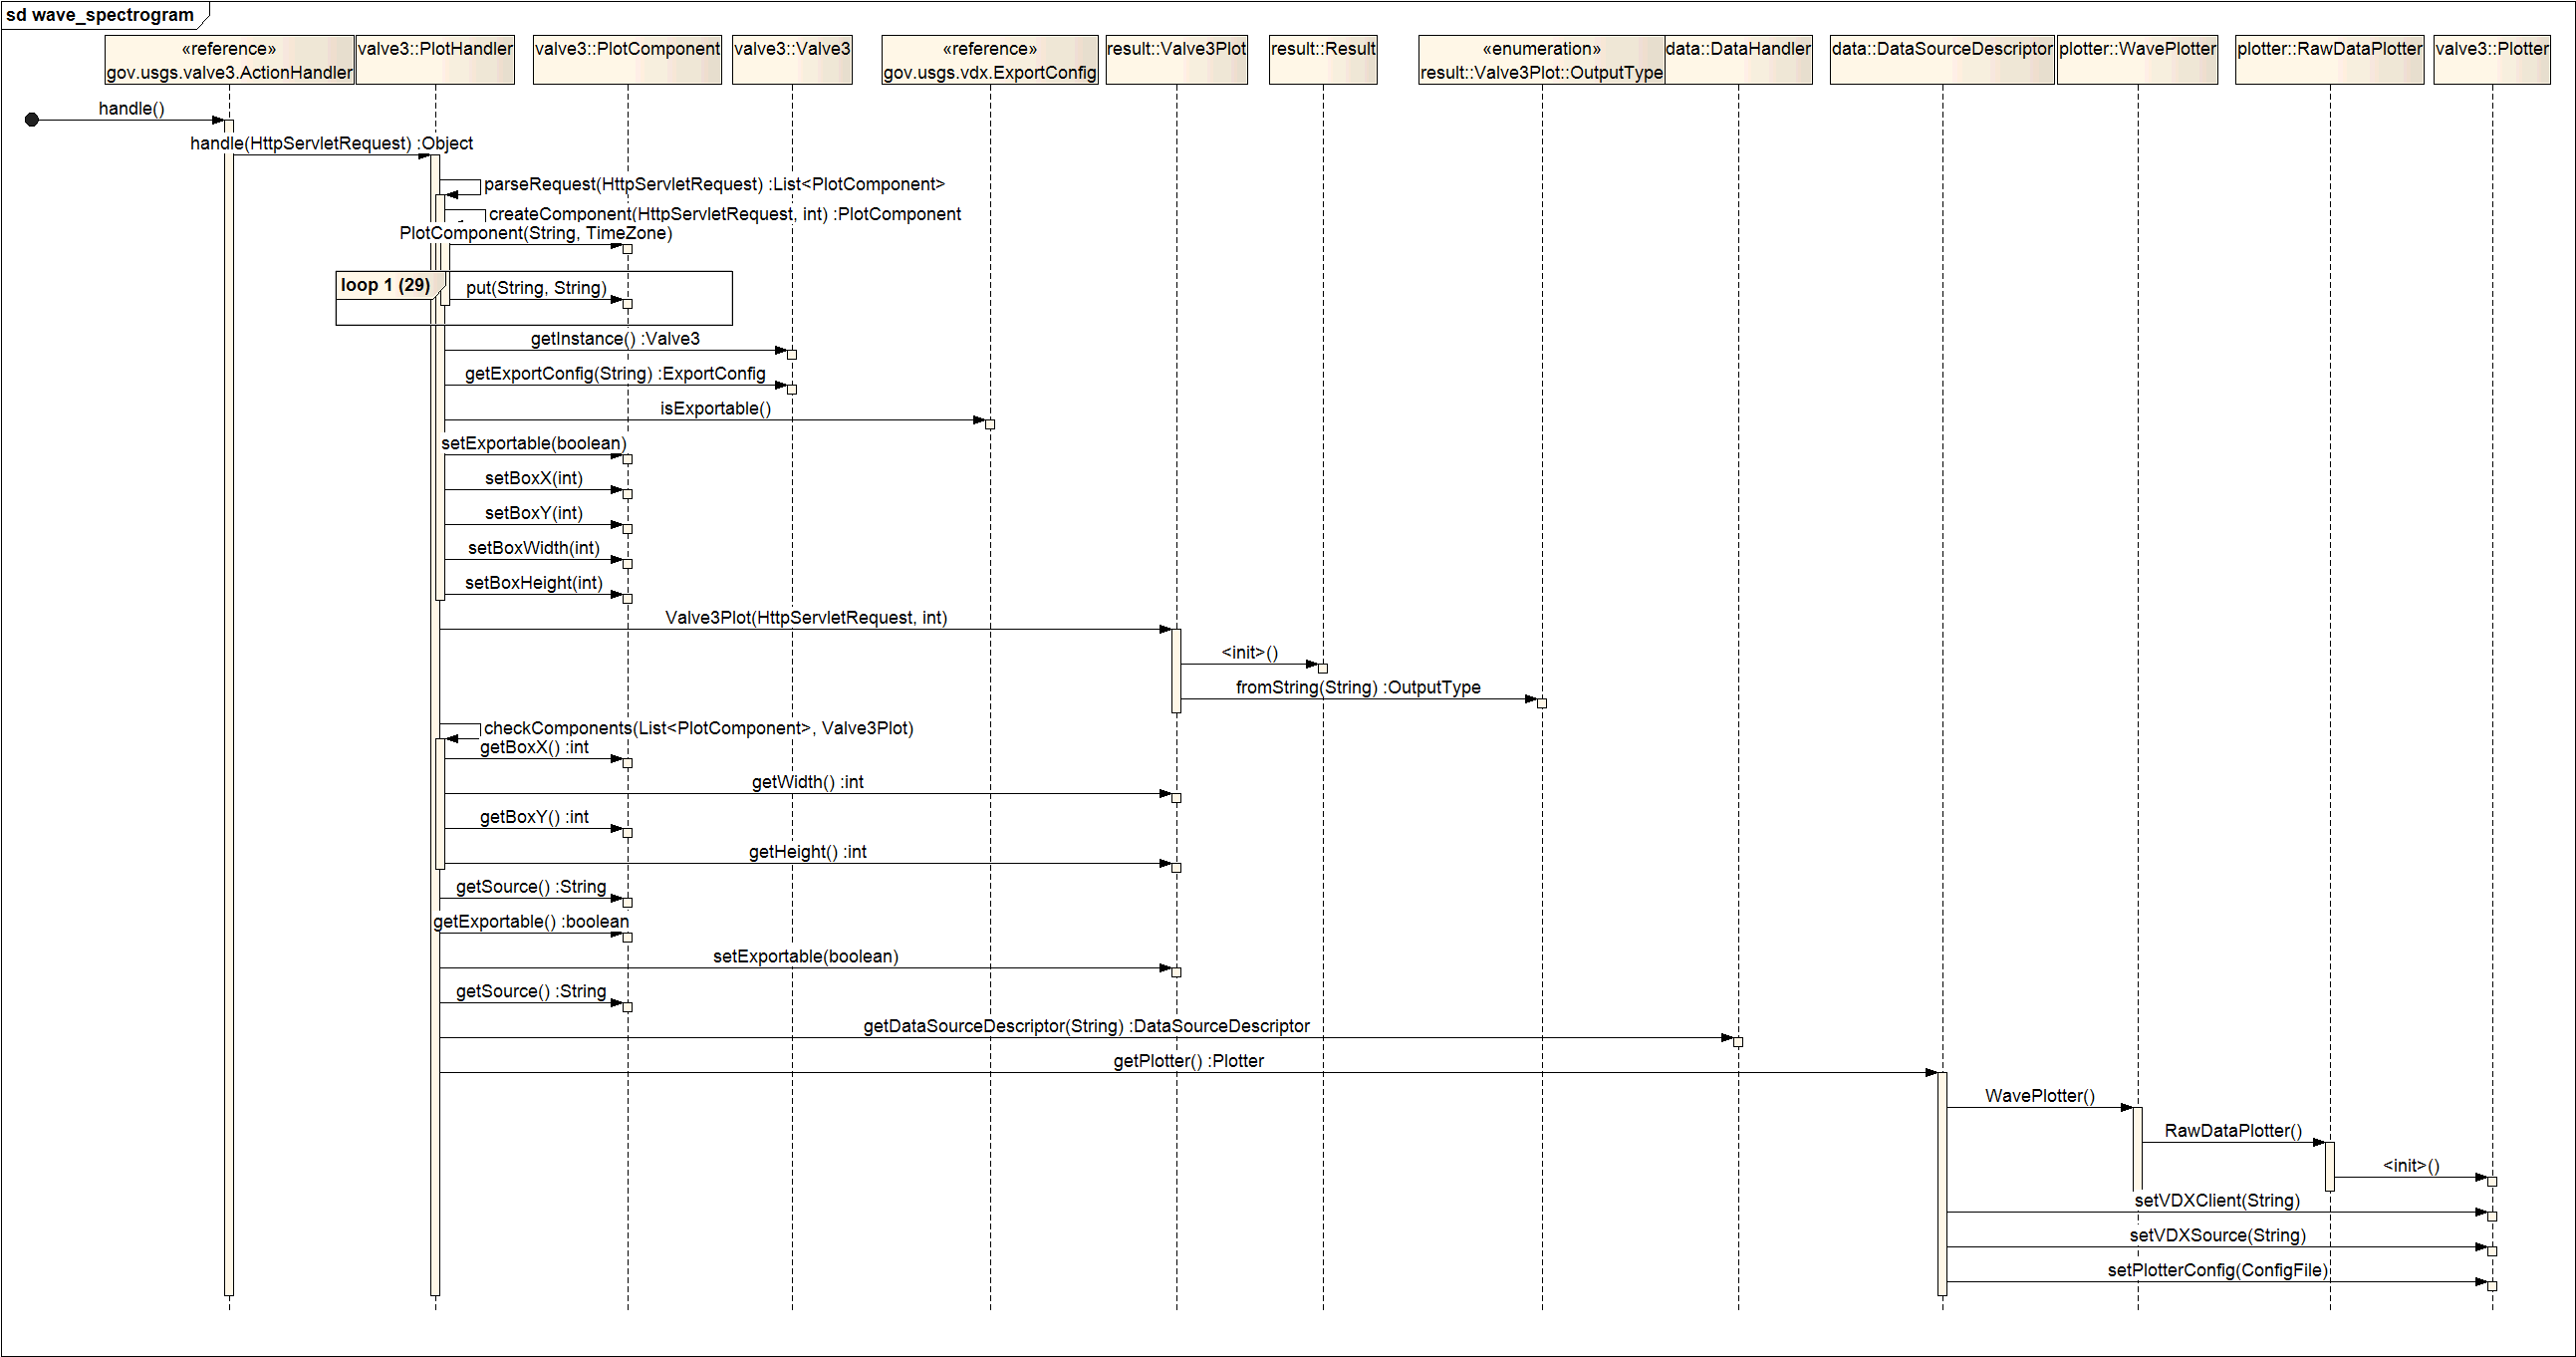 sd wave_spectrogram
«reference»
gov.usgs.valve3.ActionHandler
valve3::PlotHandler
valve3::PlotComponent
valve3::Valve3
«reference»
gov.usgs.vdx.ExportConfig
result::Valve3Plot
result::Result
«enumeration»
result::Valve3Plot::OutputType
data::DataHandler
data::DataSourceDescriptor
plotter::WavePlotter
plotter::RawDataPlotter
valve3::Plotter
handle()
handle(HttpServletRequest) :Object
parseRequest(HttpServletRequest) :List<PlotComponent>
createComponent(HttpServletRequest, int) :PlotComponent
PlotComponent(String, TimeZone)
loop 1 (29)
put(String, String)
getInstance() :Valve3
getExportConfig(String) :ExportConfig
isExportable()
setExportable(boolean)
setBoxX(int)
setBoxY(int)
setBoxWidth(int)
setBoxHeight(int)
Valve3Plot(HttpServletRequest, int)
<init>()
fromString(String) :OutputType
checkComponents(List<PlotComponent>, Valve3Plot)
getBoxX() :int
getWidth() :int
getBoxY() :int
getHeight() :int
getSource() :String
getExportable() :boolean
setExportable(boolean)
getSource() :String
getDataSourceDescriptor(String) :DataSourceDescriptor
getPlotter() :Plotter
WavePlotter()
RawDataPlotter()
<init>()
setVDXClient(String)
setVDXSource(String)
setPlotterConfig(ConfigFile)